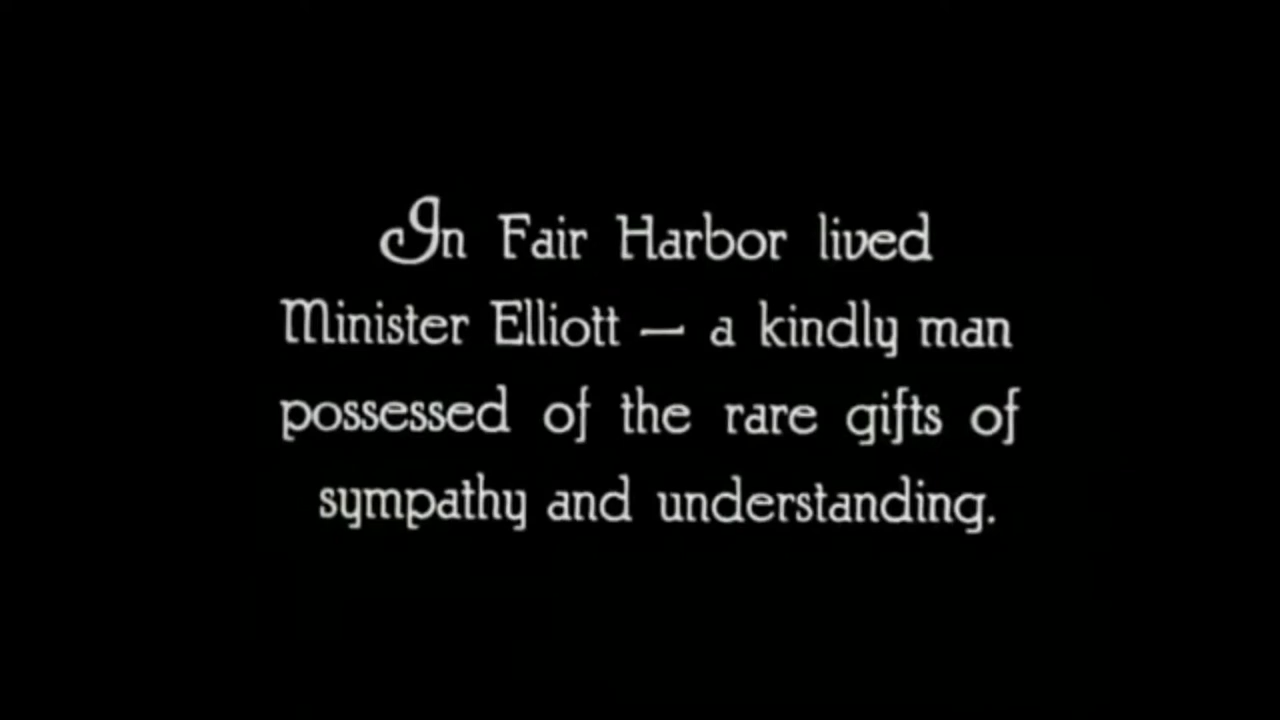 In Fair Harbor lived
Minister Elliott — a kindly man
possessed of the rare gifts of
sympathy and understanding.